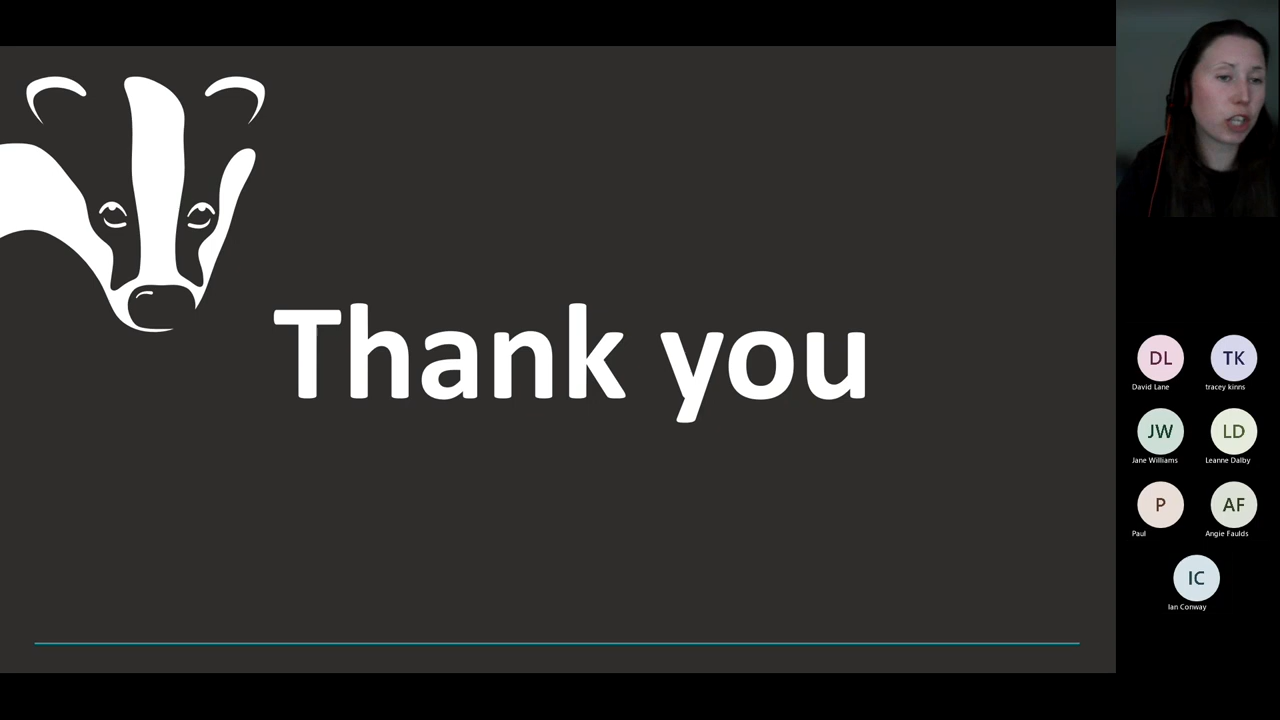 Thank you
DL
TK
David Lane
tracey kinns
JW
LD
Jane Williams
Leanne Dalby
P
AF
Paul
Angie Faulds
IC
Ian Conway